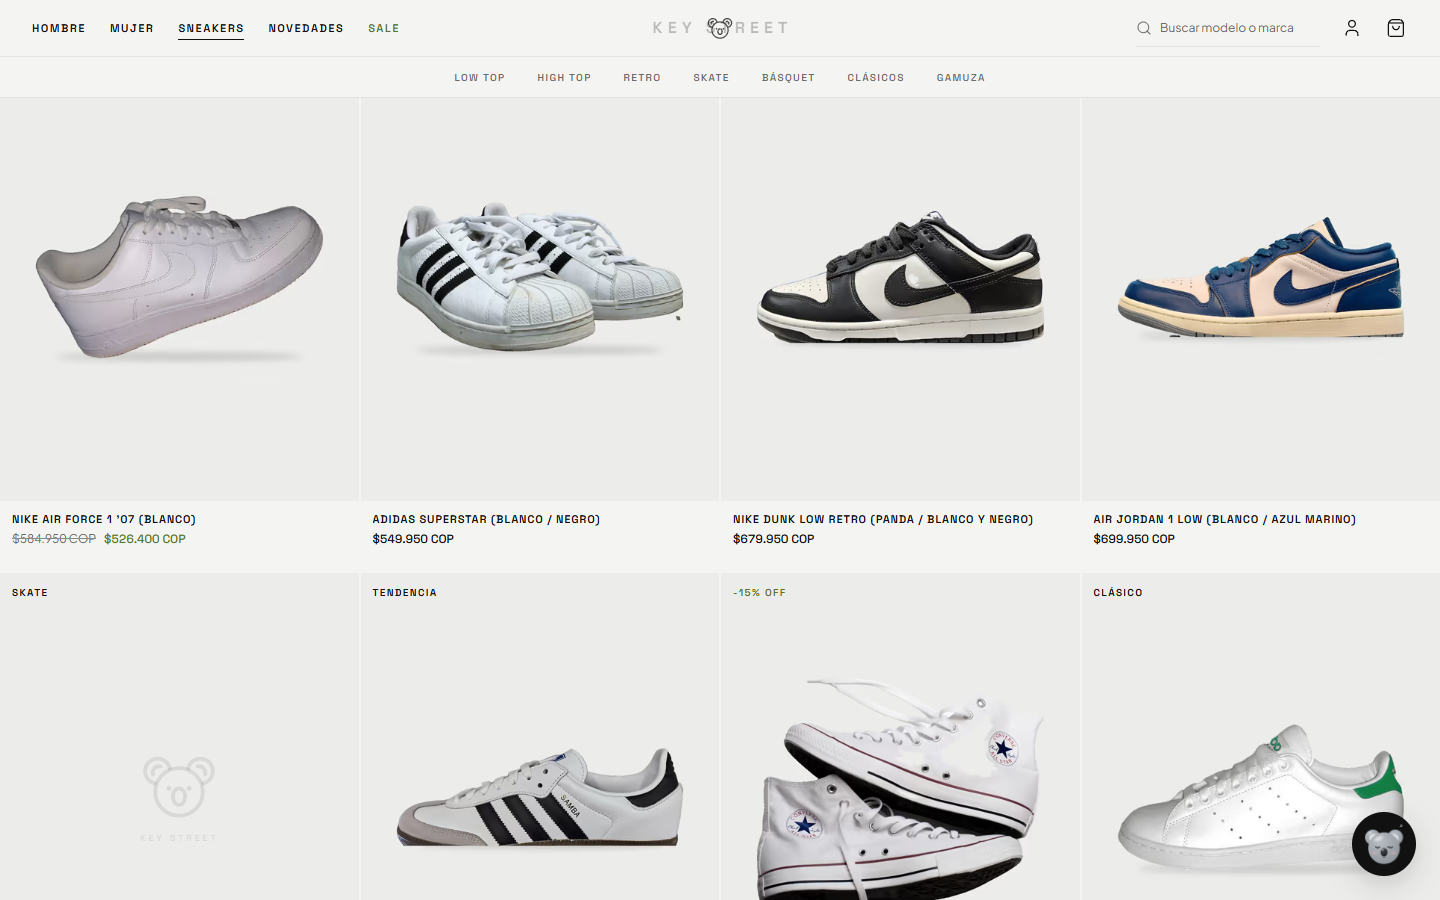 HOMBRE MUJER SNEAKERS NOVEDADES SALE
KEY STREET
Buscar modelo o marca
LOW TOP HIGH TOP RETRO SKATE BÁSQUET CLÁSICOS GAMUZA
NIKE AIR FORCE 1 '07 (BLANCO)
$584.950 COP $526.400 COP
ADIDAS SUPERSTAR (BLANCO / NEGRO)
$549.950 COP
NIKE DUNK LOW RETRO (PANDA / BLANCO Y NEGRO)
$679.950 COP
AIR JORDAN 1 LOW (BLANCO / AZUL MARINO)
$699.950 COP
SKATE
KEY STREET
TENDENCIA
SAMBA
-15% OFF
CONVERSE
ALL STAR
CLÁSICO